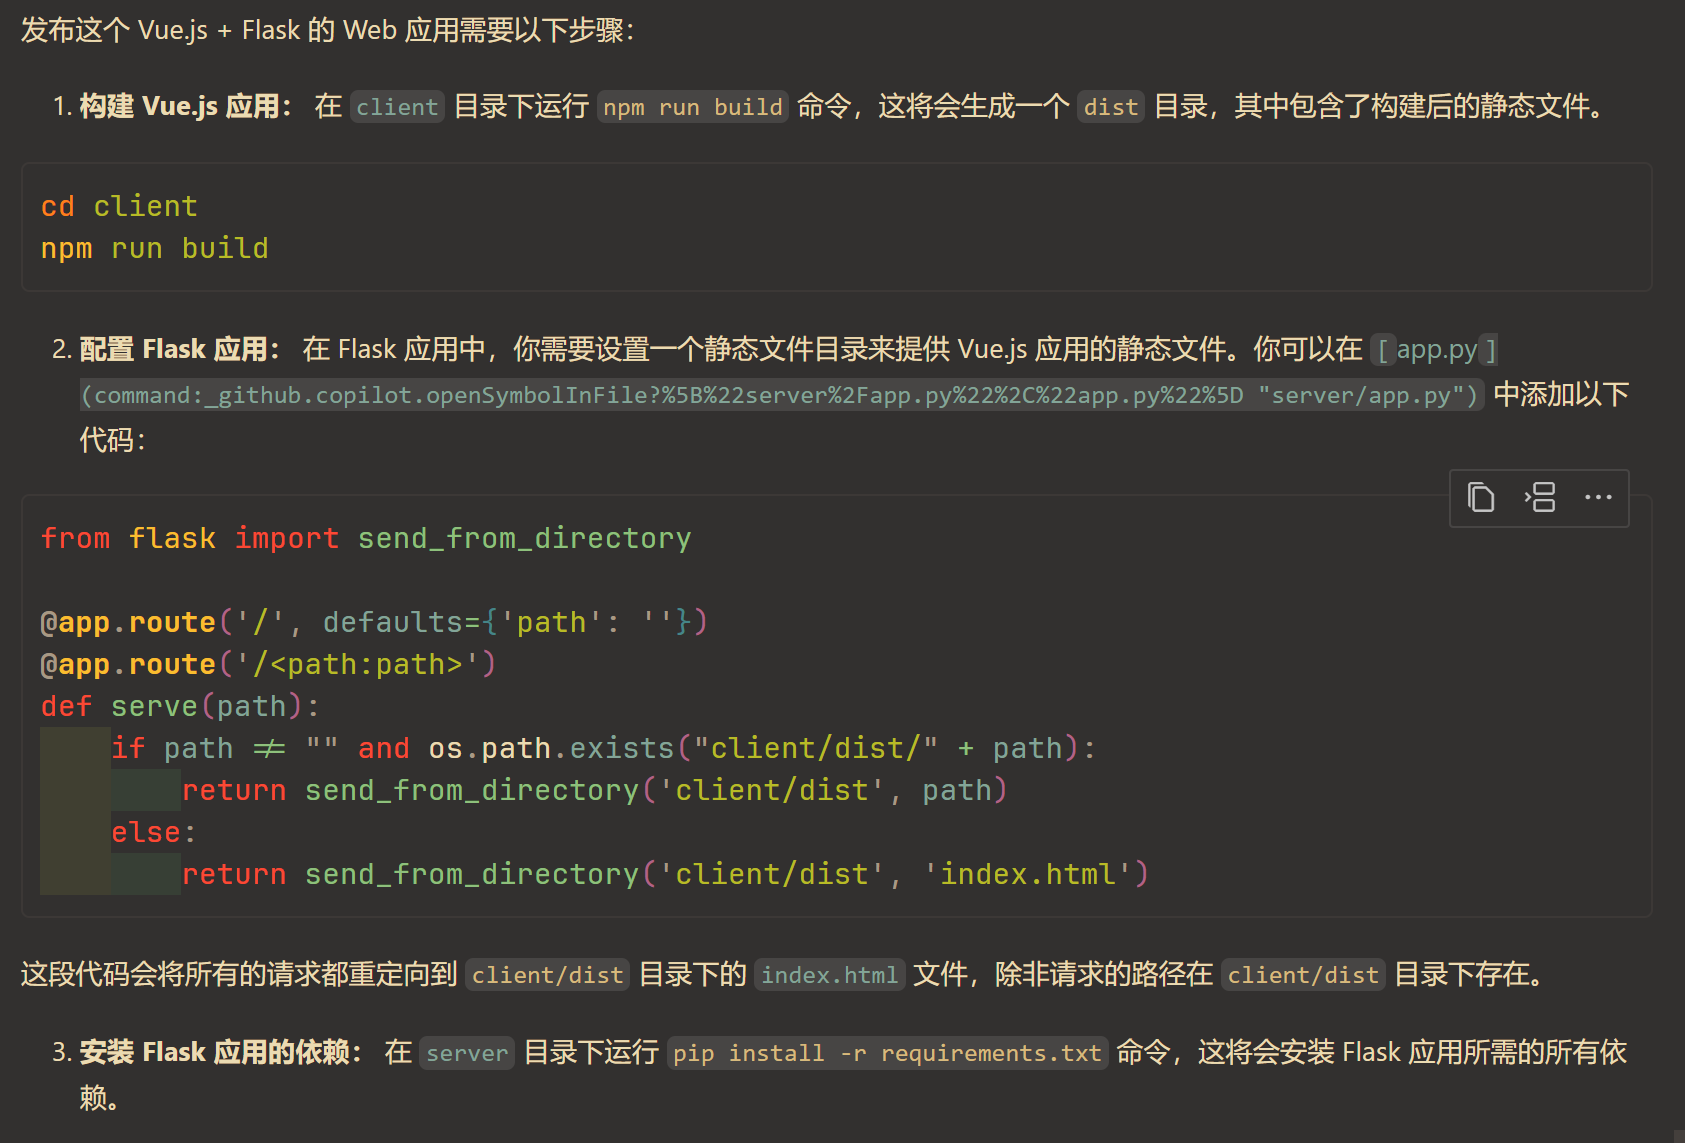 发布这个 Vue.js + Flask 的 Web 应用需要以下步骤：
1. 构建 Vue.js 应用： 在 client 目录下运行 npm run build 命令，这将会生成一个 dist 目录，其中包含了构建后的静态文件。
cd client
npm run build
2. 配置 Flask 应用： 在 Flask 应用中，你需要设置一个静态文件目录来提供 Vue.js 应用的静态文件。你可以在 [app.py]
(command:_github.copilot.openSymbolInFile?%5B%22server%2Fapp.py%22%2C%22app.py%22%5D "server/app.py") 中添加以下
代码：
from flask import send_from_directory
@app.route('/', defaults={'path': ''})
@app.route('/<path:path>')
def serve(path):
    if path != "" and os.path.exists("client/dist/" + path):
        return send_from_directory('client/dist', path)
    else:
        return send_from_directory('client/dist', 'index.html')
这段代码会将所有的请求都重定向到 client/dist 目录下的 index.html 文件，除非请求的路径在 client/dist 目录下存在。
3. 安装 Flask 应用的依赖： 在 server 目录下运行 pip install -r requirements.txt 命令，这将会安装 Flask 应用所需的所有依
赖。